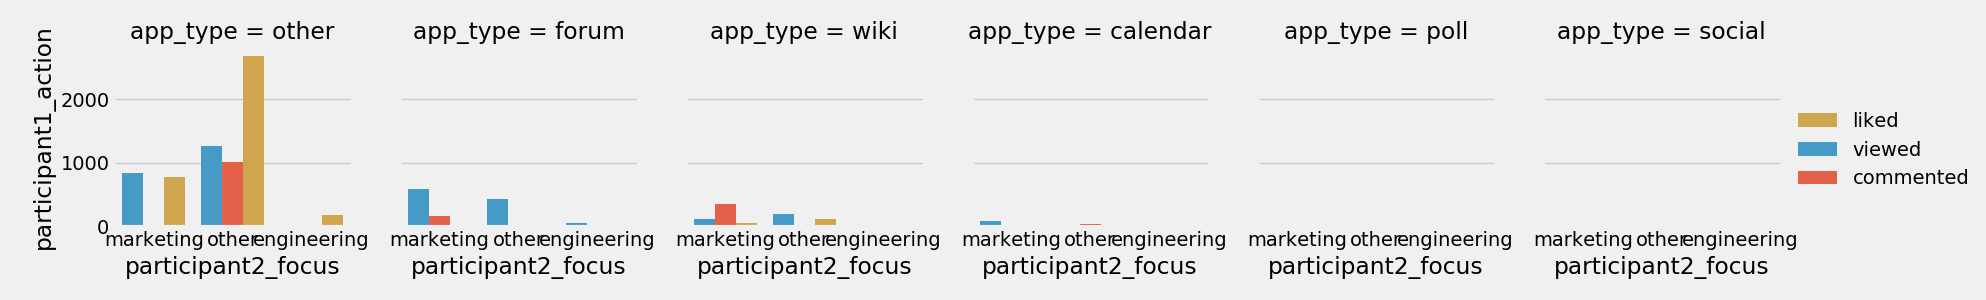 app_type = other
app_type = forum
app_type = wiki
app_type = calendar
app_type = poll
app_type = social
participant1_action
2000
1000
0
marketing other engineering
marketing other engineering
marketing other engineering
marketing other engineering
marketing other engineering
marketing other engineering
participant2_focus
participant2_focus
participant2_focus
participant2_focus
participant2_focus
participant2_focus
liked
viewed
commented